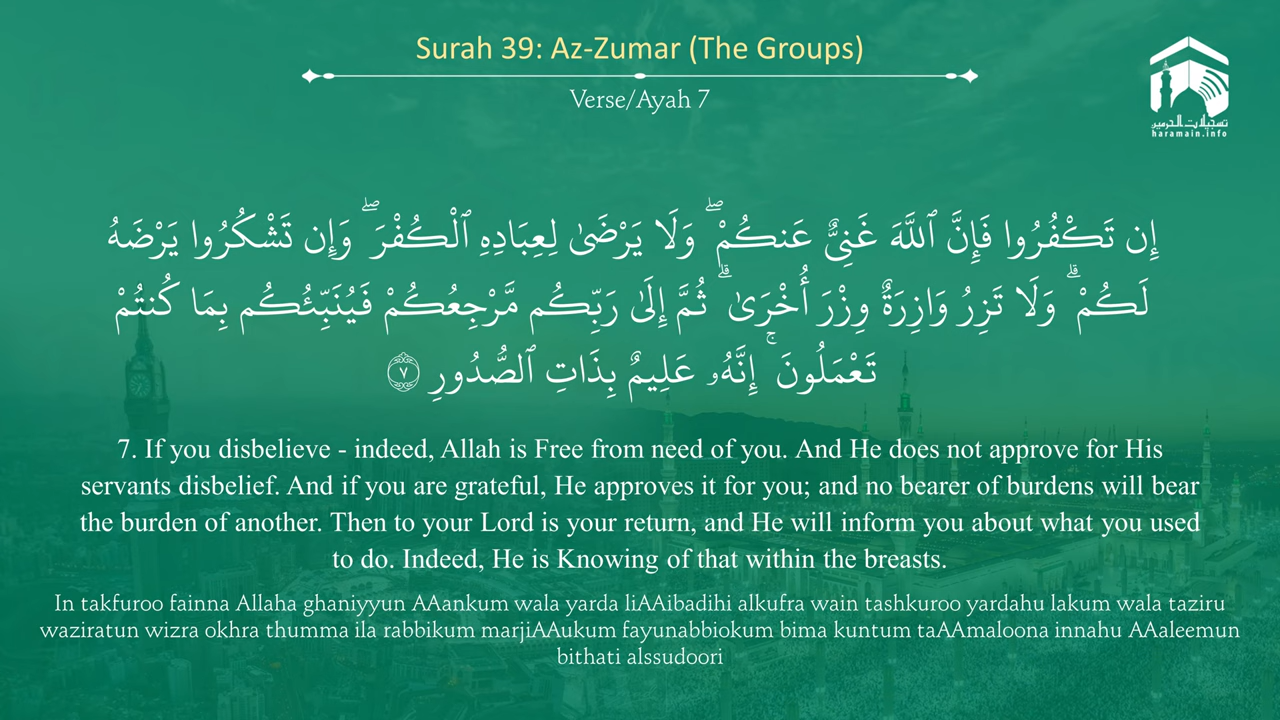 Surah 39: Az-Zumar (The Groups)
Verse/Ayah 7
تسجيلات الحرمين
haramain.info
إِن تَكْفُرُوا فَإِنَّ ٱللَّهَ غَنِىٌّ عَنكُمْ ۖ وَلَا يَرْضَىٰ لِعِبَادِهِ ٱلْكُفْرَ ۖ وَإِن تَشْكُرُوا يَرْضَهُ
لَكُمْ ۗ وَلَا تَزِرُ وَازِرَةٌ وِزْرَ أُخْرَىٰ ۗ ثُمَّ إِلَىٰ رَبِّكُم مَّرْجِعُكُمْ فَيُنَبِّئُكُم بِمَا كُنتُمْ
تَعْمَلُونَ ۚ إِنَّهُۥ عَلِيمٌ بِذَاتِ ٱلصُّدُورِ ٧
7. If you disbelieve - indeed, Allah is Free from need of you. And He does not approve for His
servants disbelief. And if you are grateful, He approves it for you; and no bearer of burdens will bear
the burden of another. Then to your Lord is your return, and He will inform you about what you used
to do. Indeed, He is Knowing of that within the breasts.
In takfuroo fainna Allaha ghaniyyun AAankum wala yarda liAAibadihi alkufra wain tashkuroo yardahu lakum wala taziru
waziratun wizra okhra thumma ila rabbikum marjiAAukum fayunabbiokum bima kuntum taAAmaloona innahu AAaleemun
bithati alssudoori